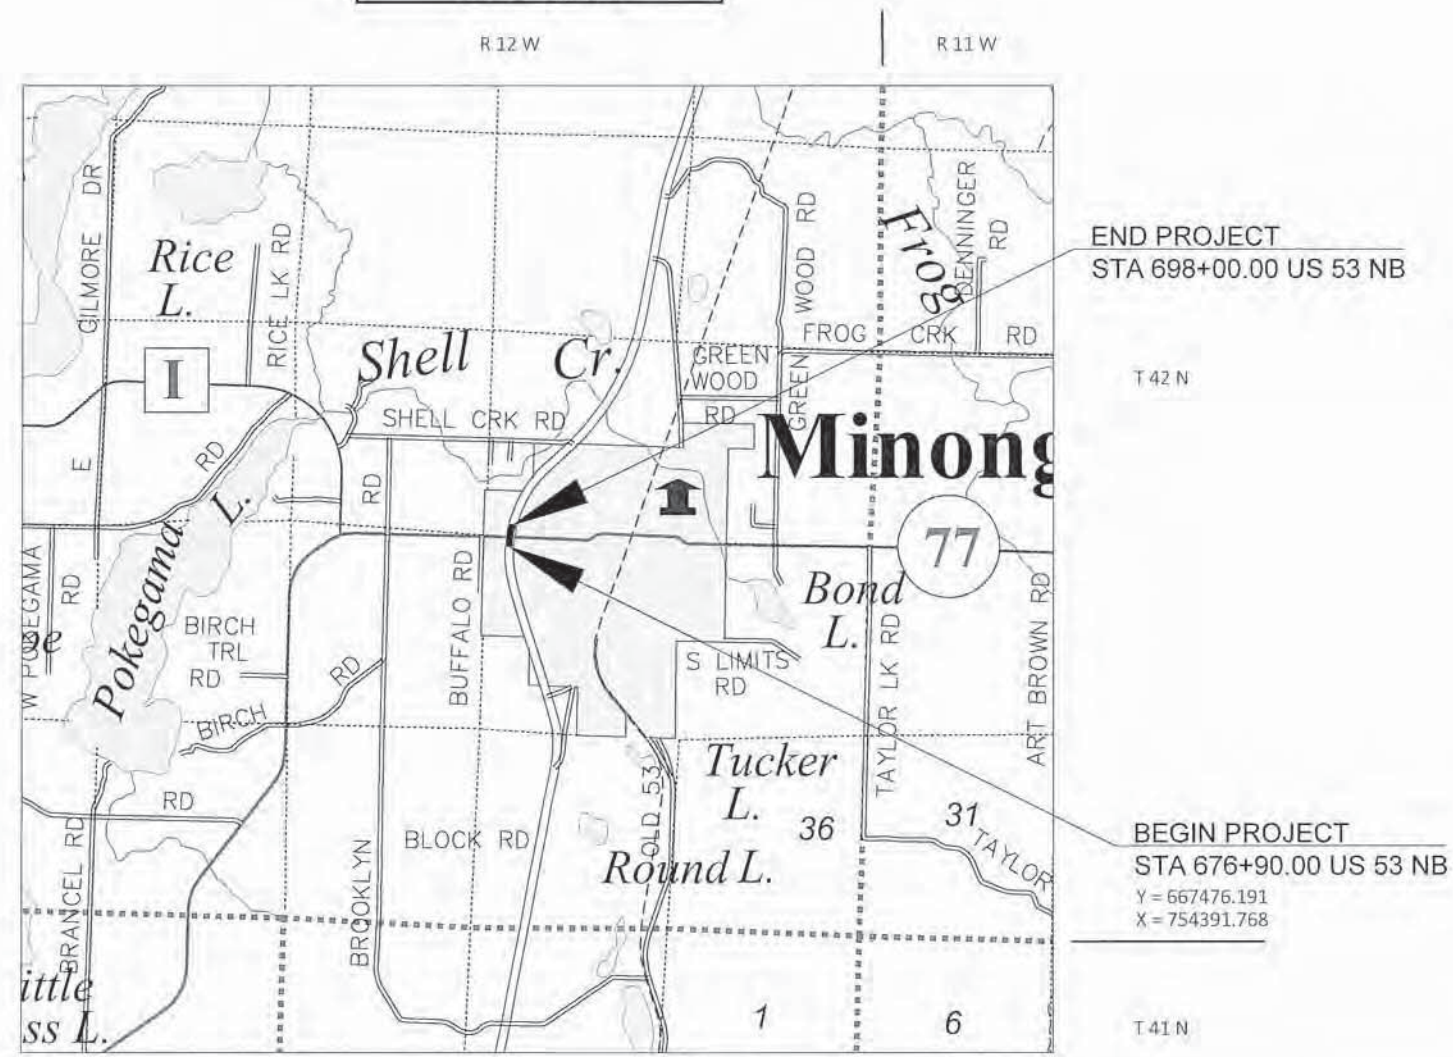 R 12 W
R 11 W
GILMORE DR
Rice
L.
RICE LK RD
WOOD RD
GREEN
Frog
DENNINGER
RD
END PROJECT
STA 698+00.00 US 53 NB
FROG CRK RD
Shell Cr.
GREEN
WOOD
RD
T 42 N
I
SHELL CRK RD
Minong
E
RD
RD
77
Pokegama L.
W POKEGAMA
RD
BUFFALO RD
Bond
L.
BIRCH
TRL
RD
RD
BIRCH
S LIMITS
RD
TAYLOR LK RD
ART BROWN RD
Tucker
L.
36
31
TAYLOR
RD
BRANCEL RD
BROOKLYN
BLOCK RD
OLD 53
Round L.
BEGIN PROJECT
STA 676+90.00 US 53 NB
Y = 667476.191
X = 754391.768
ittle
ss L.
1
6
T 41 N